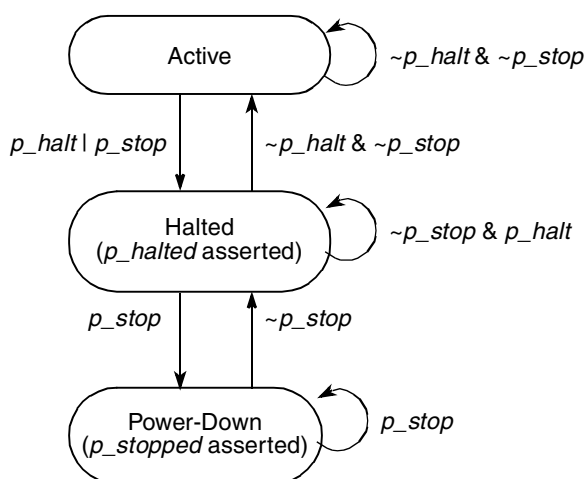 Active
~p_halt & ~p_stop
p_halt | p_stop
~p_halt & ~p_stop
Halted
(p_halted asserted)
~p_stop & p_halt
p_stop
~p_stop
Power-Down
(p_stopped asserted)
p_stop